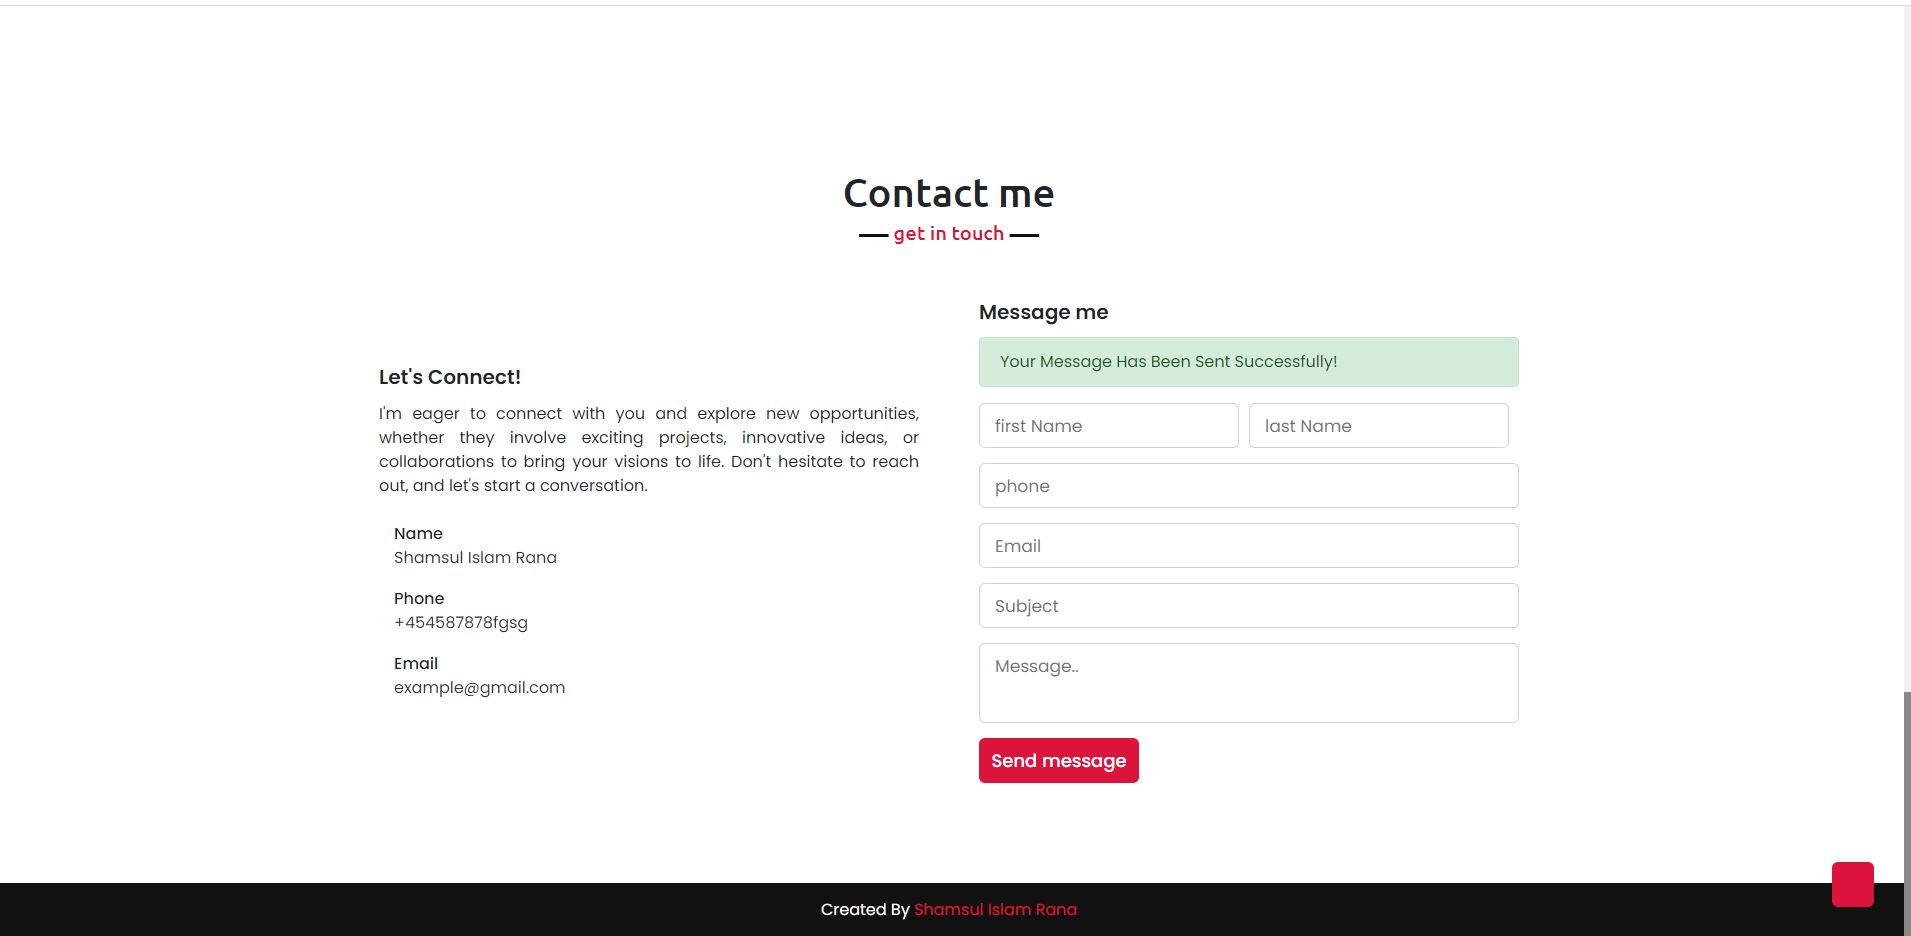 Contact me
get in touch
Let's Connect!
I'm eager to connect with you and explore new opportunities,
whether they involve exciting projects, innovative ideas, or
collaborations to bring your visions to life. Don't hesitate to reach
out, and let's start a conversation.
Name
Shamsul Islam Rana
Phone
+454587878fgsg
Email
example@gmail.com
Message me
Your Message Has Been Sent Successfully!
first Name
last Name
phone
Email
Subject
Message..
Send message
Created By Shamsul Islam Rana